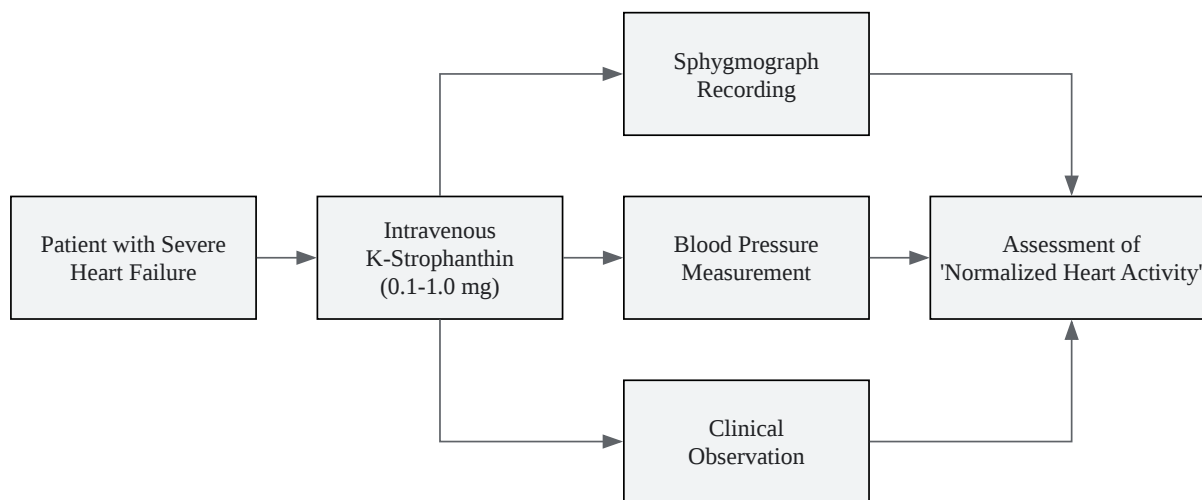 Sphygmograph
Recording
Patient with Severe
Heart Failure
Intravenous
K-Strophanthin
(0.1-1.0 mg)
Blood Pressure
Measurement
Assessment of
'Normalized Heart Activity'
Clinical
Observation